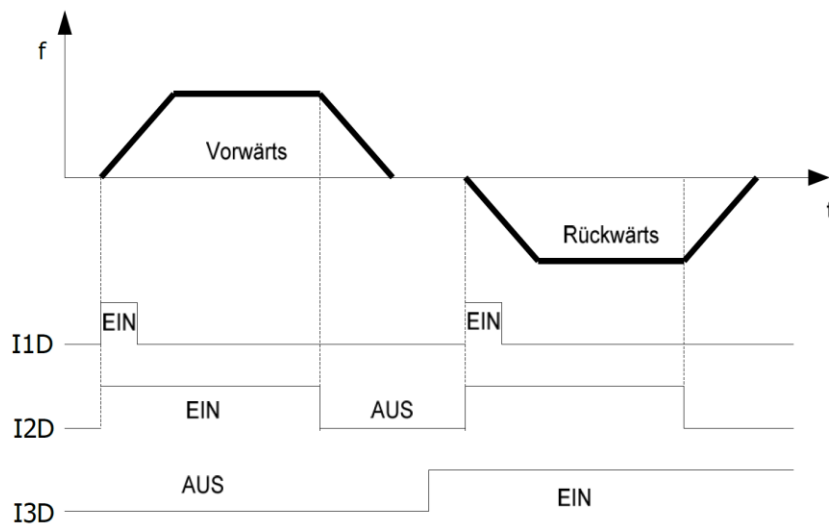 f
Vorwärts
t
Rückwärts
EIN
EIN
I1D
EIN
AUS
I2D
AUS
EIN
I3D